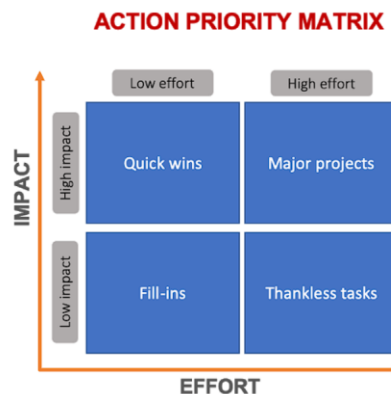 ACTION PRIORITY MATRIX
Low effort
High effort
IMPACT
High impact
Quick wins
Major projects
Low impact
Fill-ins
Thankless tasks
EFFORT